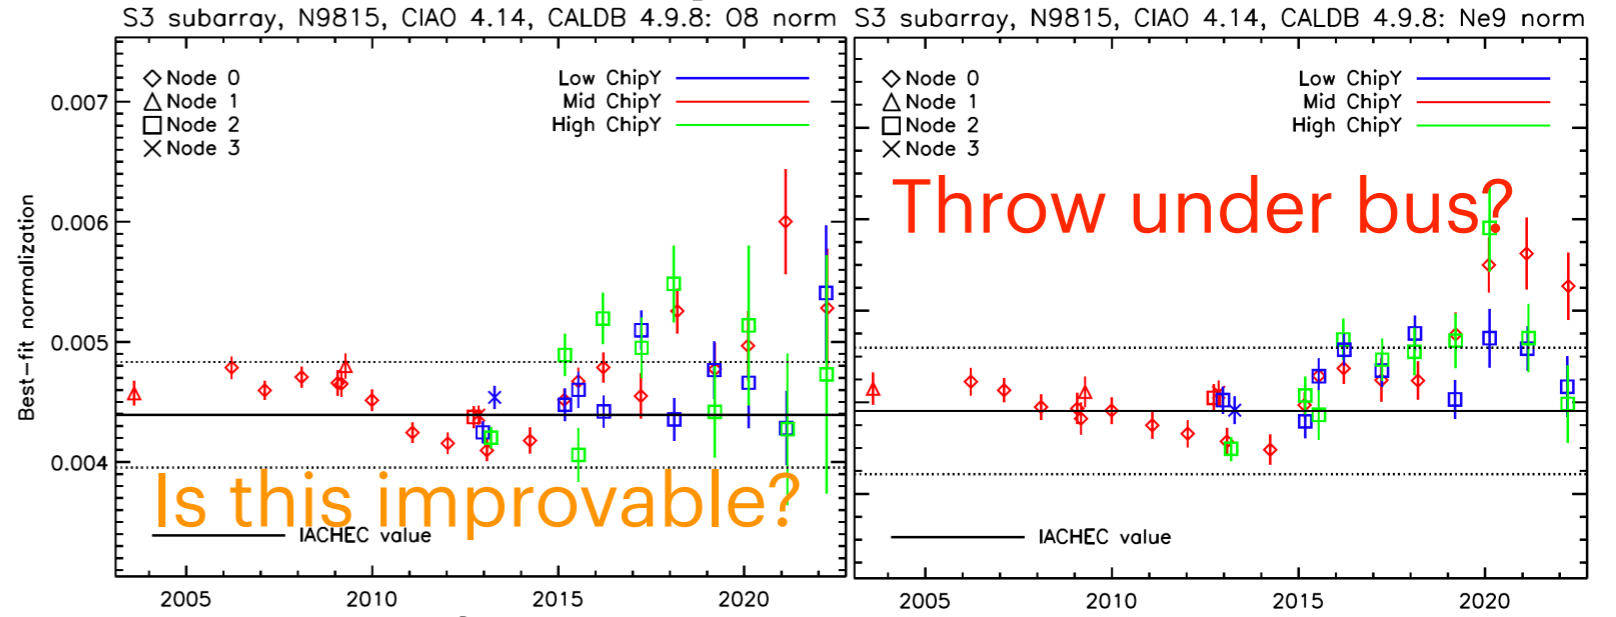 S3 subarray, N9815, CIAO 4.14, CALDB 4.9.8: O8 norm
Node 0
Node 1
Node 2
Node 3
Low ChipY
Mid ChipY
High ChipY
0.007
0.006
0.005
0.004
Best-fit normalization
Is this improvable?
IACHEC value
2005
2010
2015
2020
S3 subarray, N9815, CIAO 4.14, CALDB 4.9.8: Ne9 norm
Node 0
Node 1
Node 2
Node 3
Low ChipY
Mid ChipY
High ChipY
Throw under bus?
IACHEC value
2005
2010
2015
2020